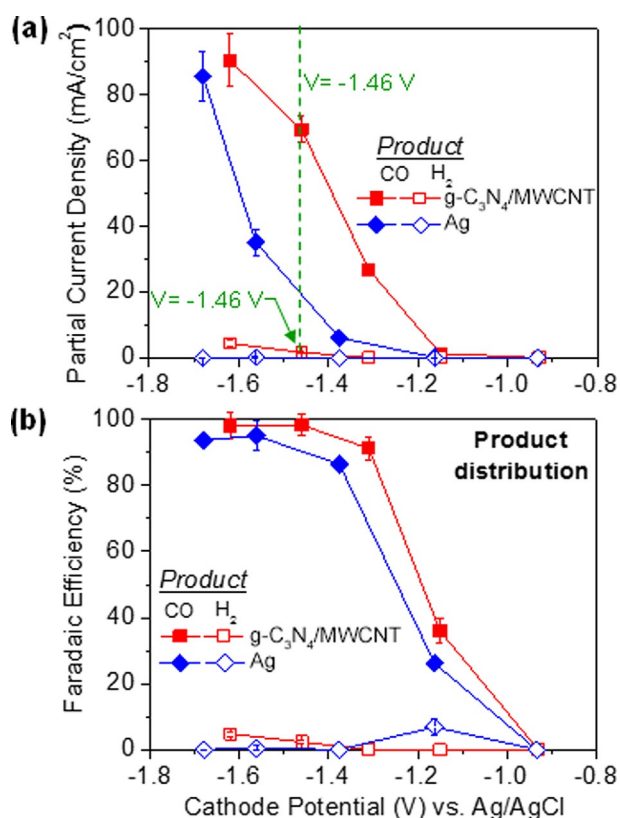 (a)
Partial Current Density (mA/cm²)
100
80
60
40
20
0
V= -1.46 V
Product
CO H₂
g-C₃N₄/MWCNT
Ag
V= -1.46 V
-1.8 -1.6 -1.4 -1.2 -1.0 -0.8
(b)
Faradaic Efficiency (%)
100
80
60
40
20
0
Product
distribution
Product
CO H₂
g-C₃N₄/MWCNT
Ag
-1.8 -1.6 -1.4 -1.2 -1.0 -0.8
Cathode Potential (V) vs. Ag/AgCl